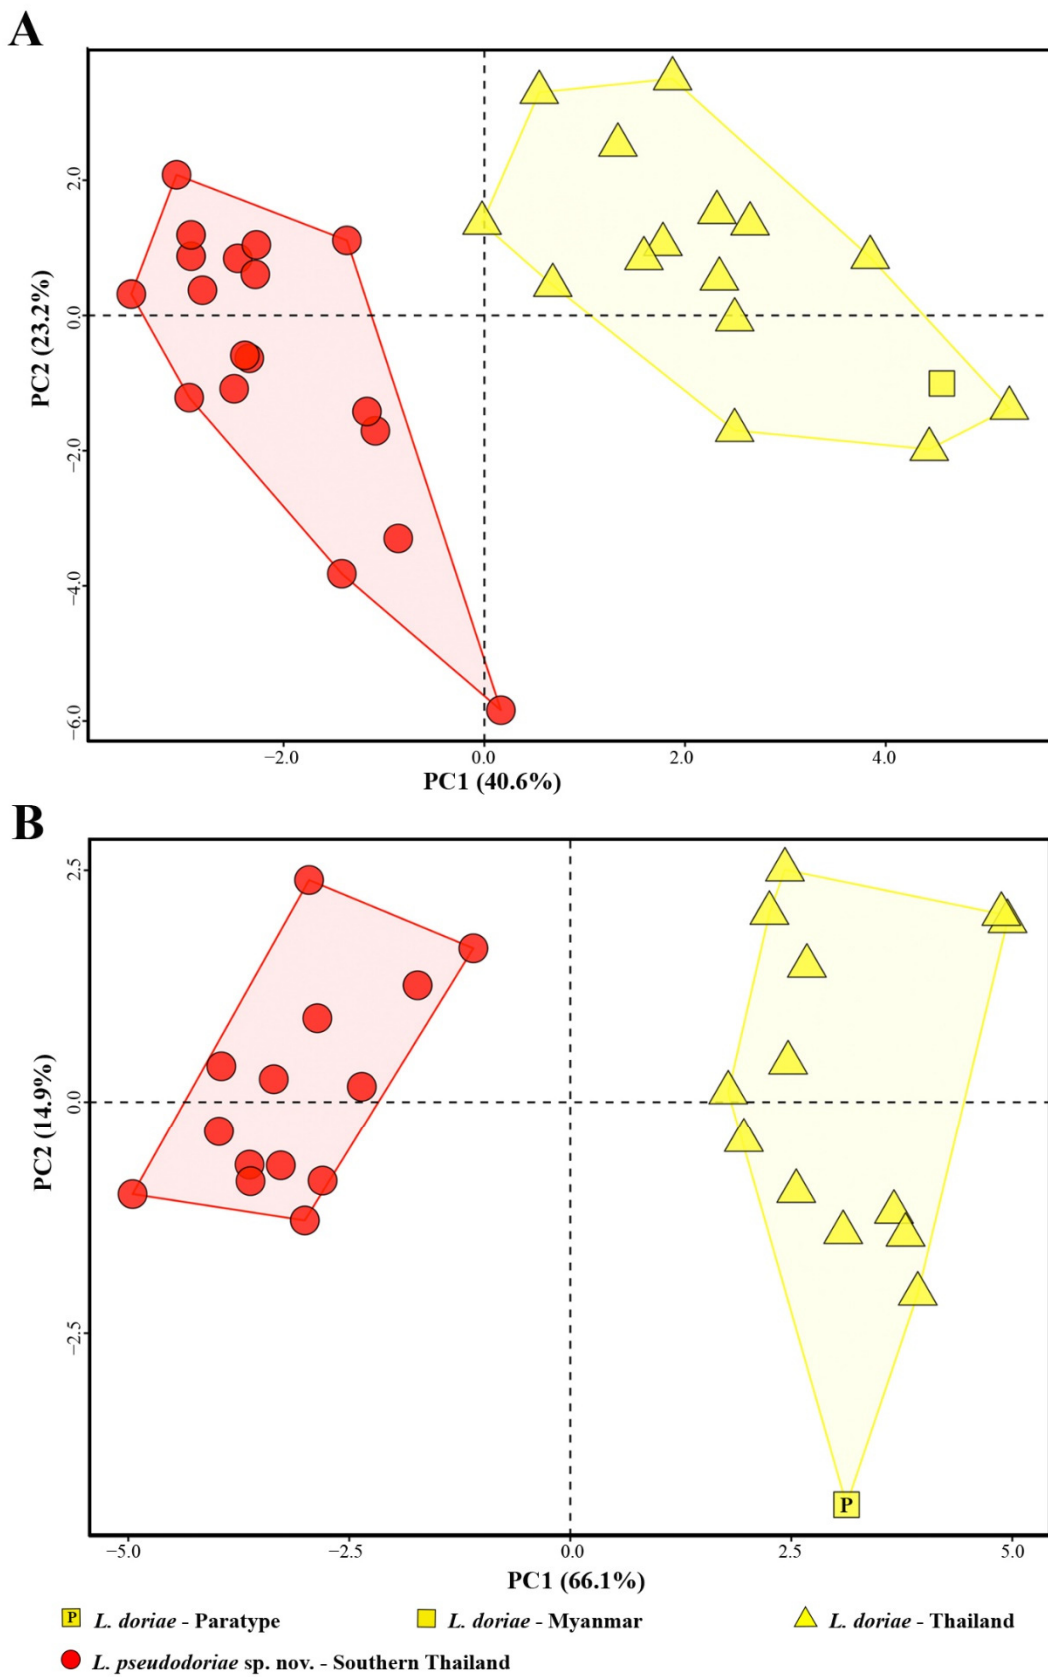 A
2.0
0.0
−2.0
−4.0
−6.0
PC2 (23.2%)
−2.0 0.0 2.0 4.0
PC1 (40.6%)
B
2.5
0.0
−2.5
PC2 (14.9%)
P
−5.0 −2.5 0.0 2.5 5.0
PC1 (66.1%)
P L. doriae - Paratype L. doriae - Myanmar L. doriae - Thailand
L. pseudodoriae sp. nov. - Southern Thailand